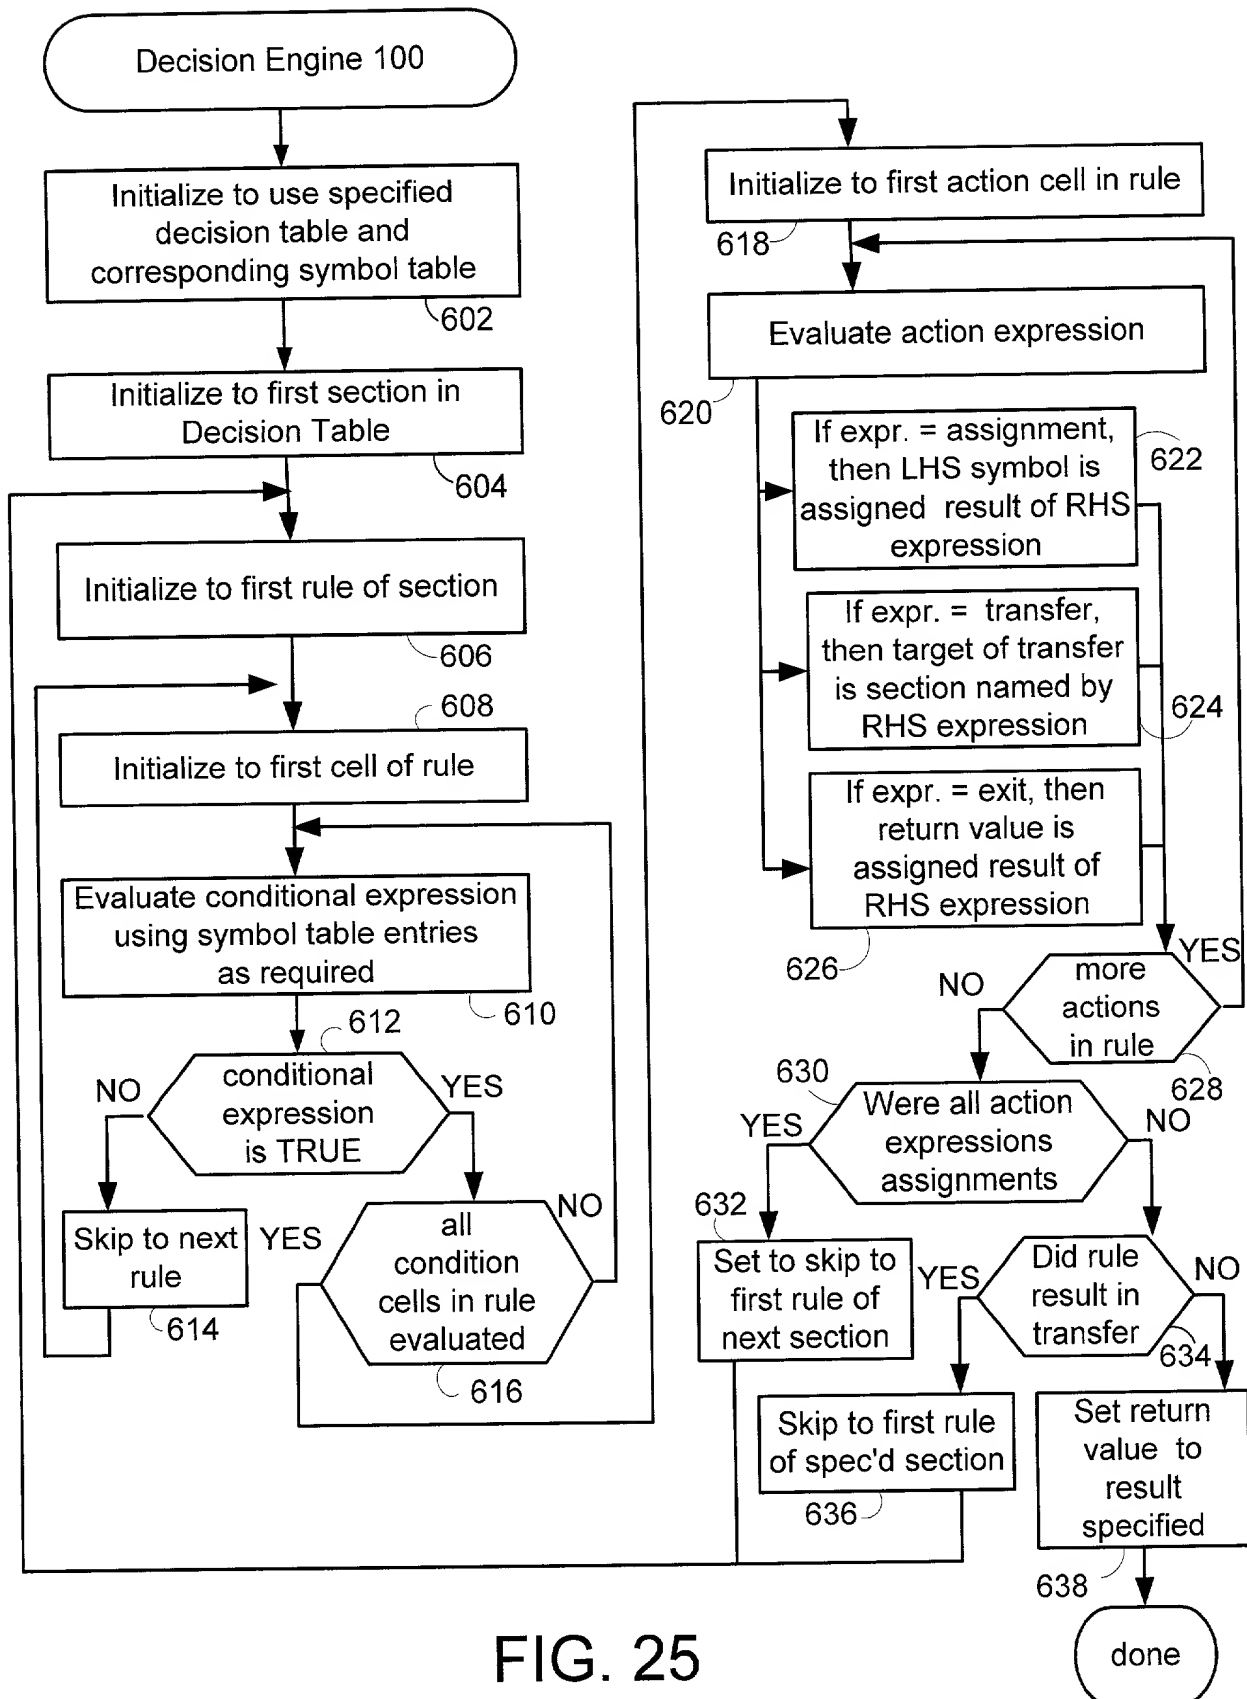 Decision Engine 100
Initialize to use specified
decision table and
corresponding symbol table
602
Initialize to first section in
Decision Table
604
Initialize to first rule of section
606
608
Initialize to first cell of rule
Evaluate conditional expression
using symbol table entries
as required
610
612
conditional
expression
is TRUE
NO
YES
Skip to next
rule
614
YES
NO
all
condition
cells in rule
evaluated
616
Initialize to first action cell in rule
618
Evaluate action expression
620
If expr. = assignment,
then LHS symbol is
assigned result of RHS
expression
622
If expr. = transfer,
then target of transfer
is section named by
RHS expression
624
If expr. = exit, then
return value is
assigned result of
RHS expression
626
YES
NO
more
actions
in rule
628
630
Were all action
expressions
assignments
YES
NO
632
Set to skip to
first rule of
next section
YES
Did rule
result in
transfer
NO
634
Skip to first rule
of spec'd section
636
Set return
value to
result
specified
638
done
FIG. 25